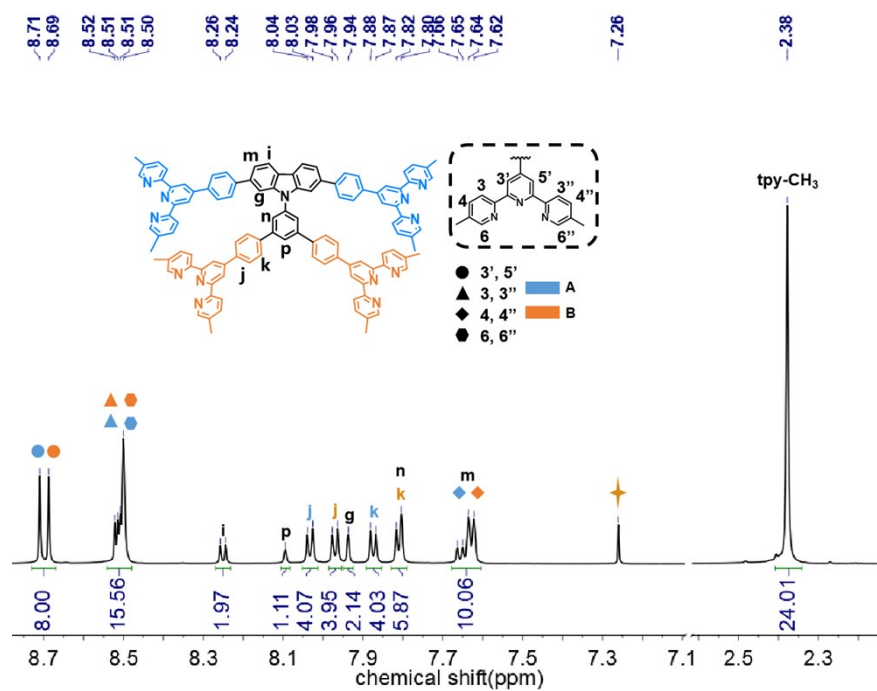 8.71 8.69 8.52 8.51 8.51 8.50 8.26 8.24 8.04 8.03 7.98 7.96 7.94 7.88 7.87 7.82 7.80 7.66 7.65 7.64 7.62 7.26 2.38
m i
g
N
n
p
k
j
N N N N N N N N N N N N
3' 5'
3 3''
4 4''
N N N
6 6''
3', 5'
3, 3'' A
4, 4'' B
6, 6''
tpy-CH3
n
m
i p j j g k k
8.00 15.56 1.97 1.11 4.07 3.95 2.14 4.03 5.87 10.06 24.01
8.7 8.5 8.3 8.1 7.9 7.7 7.5 7.3 7.1 2.5 2.3
chemical shift(ppm)